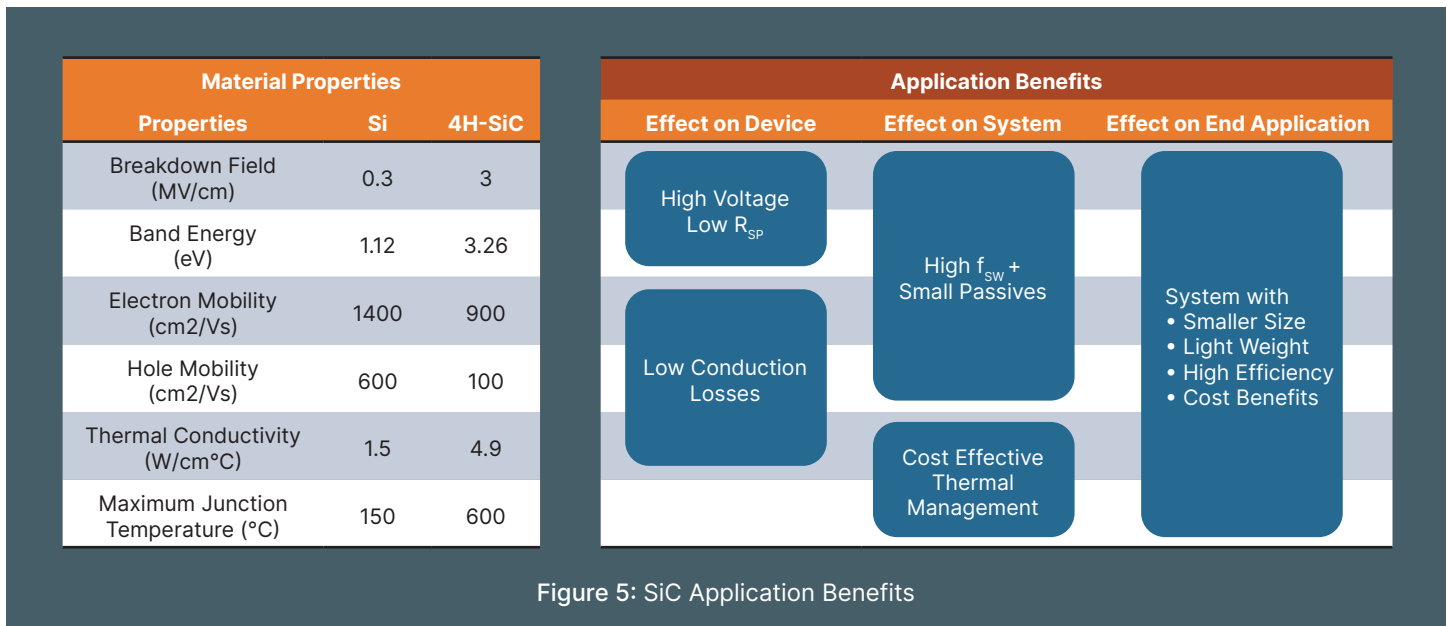 Material Properties
Properties Si 4H-SiC
Breakdown Field
(MV/cm) 0.3 3
Band Energy
(eV) 1.12 3.26
Electron Mobility
(cm2/Vs) 1400 900
Hole Mobility
(cm2/Vs) 600 100
Thermal Conductivity
(W/cm°C) 1.5 4.9
Maximum Junction
Temperature (°C) 150 600
Application Benefits
Effect on Device Effect on System Effect on End Application
High Voltage
Low RSP
Low Conduction
Losses
High fSW +
Small Passives
Cost Effective
Thermal
Management
System with
• Smaller Size
• Light Weight
• High Efficiency
• Cost Benefits
Figure 5: SiC Application Benefits